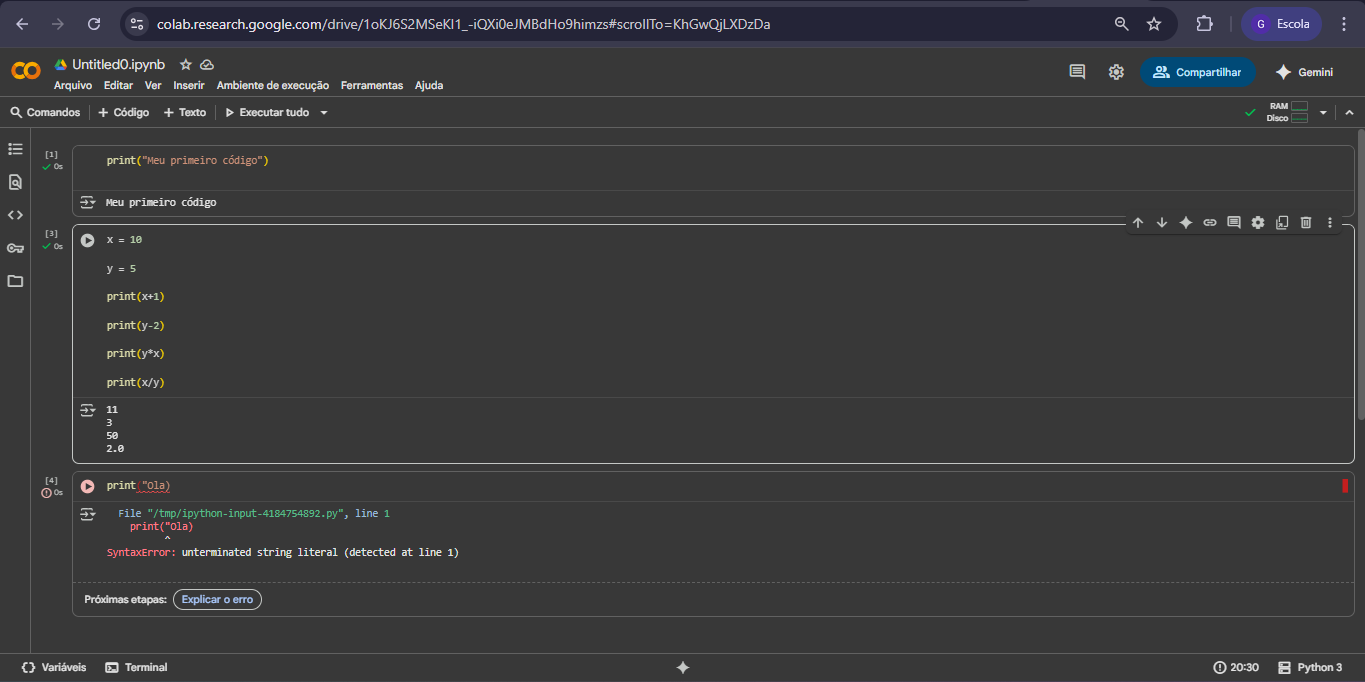 colab.research.google.com/drive/1oKJ6S2MSeKI1_-iQXi0eJMBdHo9himzs#scrollTo=KhGwQjLXDzDa
G Escola
CO Untitled0.ipynb
Arquivo Editar Ver Inserir Ambiente de execução Ferramentas Ajuda
Compartilhar Gemini
Comandos + Código + Texto Executar tudo
RAM
Disco
[1]
0s
print("Meu primeiro código")
Meu primeiro código
[3]
0s
x = 10
y = 5
print(x+1)
print(y-2)
print(y*x)
print(x/y)
11
3
50
2.0
[4]
0s
print("Ola)
File "/tmp/ipython-input-4184754892.py", line 1
print("Ola)
^
SyntaxError: unterminated string literal (detected at line 1)
Próximas etapas: Explicar o erro
Variáveis Terminal
20:30 Python 3